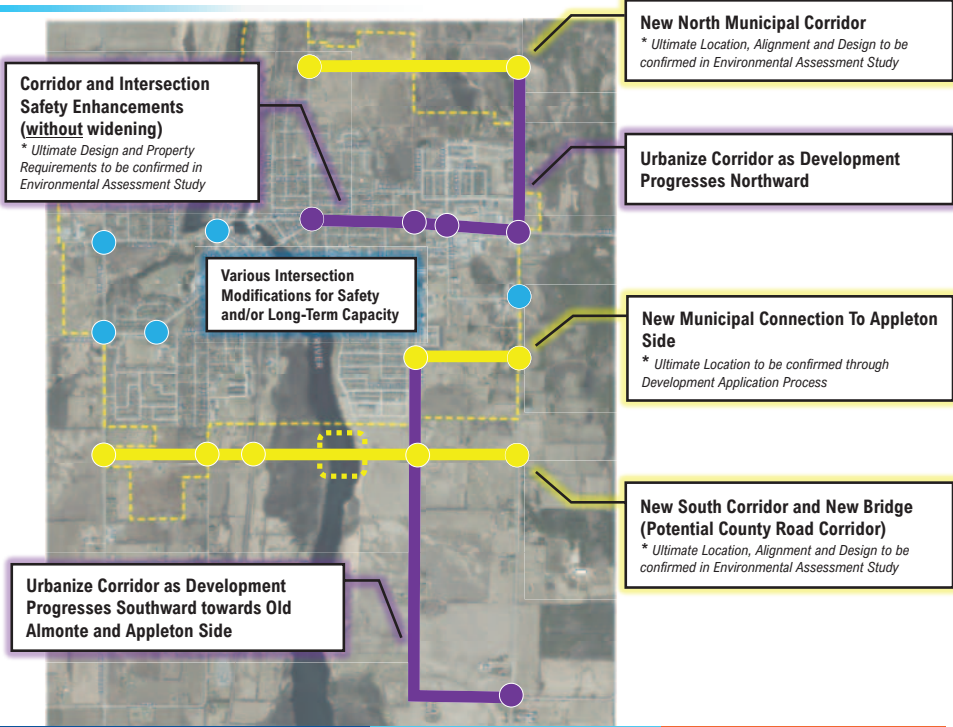 New North Municipal Corridor
* Ultimate Location, Alignment and Design to be
confirmed in Environmental Assessment Study
Corridor and Intersection
Safety Enhancements
(without widening)
* Ultimate Design and Property
Requirements to be confirmed in
Environmental Assessment Study
Urbanize Corridor as Development
Progresses Northward
Various Intersection
Modifications for Safety
and/or Long-Term Capacity
New Municipal Connection To Appleton
Side
* Ultimate Location to be confirmed through
Development Application Process
RIVER
New South Corridor and New Bridge
(Potential County Road Corridor)
* Ultimate Location, Alignment and Design to be
confirmed in Environmental Assessment Study
Urbanize Corridor as Development
Progresses Southward towards Old
Almonte and Appleton Side